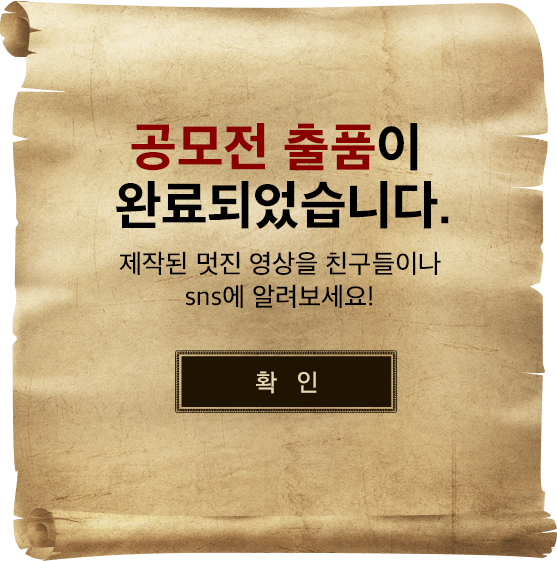 공모전 출품이
완료되었습니다.
제작된 멋진 영상을 친구들이나
sns에 알려보세요!
확 인